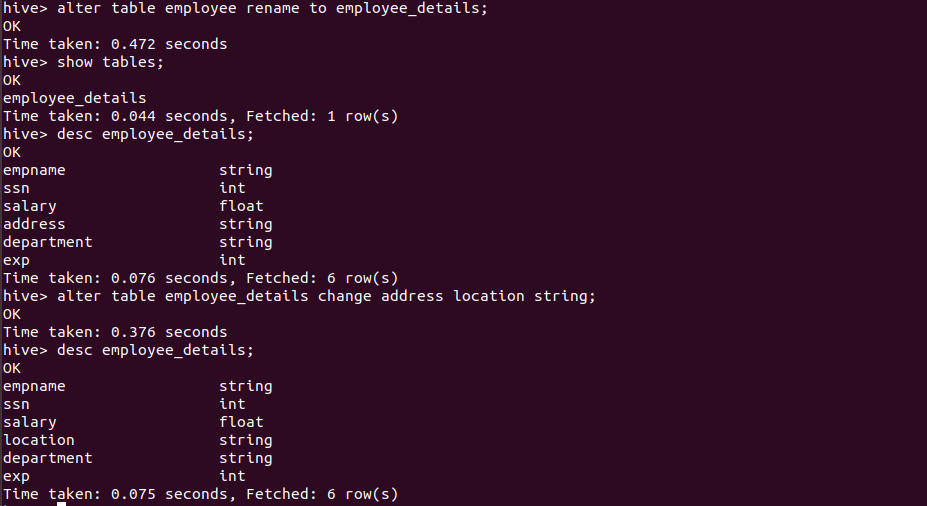 hive> alter table employee rename to employee_details;
OK
Time taken: 0.472 seconds
hive> show tables;
OK
employee_details
Time taken: 0.044 seconds, Fetched: 1 row(s)
hive> desc employee_details;
OK
empname                 string
ssn                     int
salary                  float
address                 string
department              string
exp                     int
Time taken: 0.076 seconds, Fetched: 6 row(s)
hive> alter table employee_details change address location string;
OK
Time taken: 0.376 seconds
hive> desc employee_details;
OK
empname                 string
ssn                     int
salary                  float
location                string
department              string
exp                     int
Time taken: 0.075 seconds, Fetched: 6 row(s)